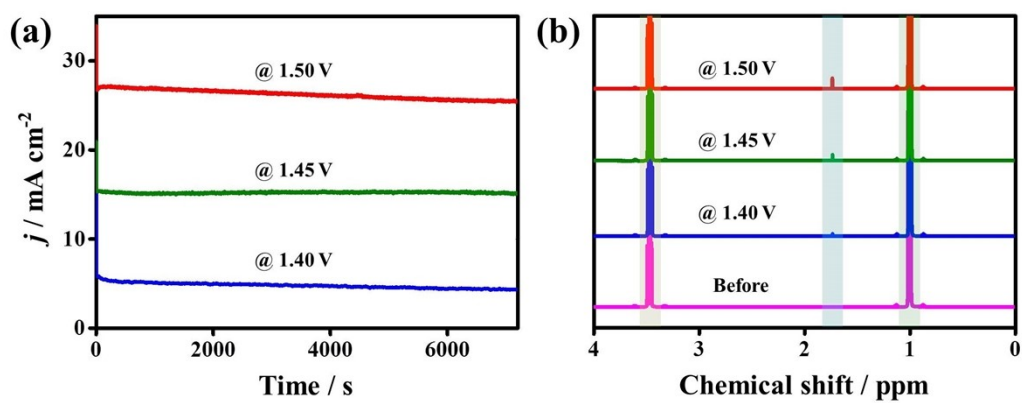 (a)
30
20
10
0
j / mA cm⁻²
@ 1.50 V
@ 1.45 V
@ 1.40 V
0 2000 4000 6000
Time / s
(b)
@ 1.50 V
@ 1.45 V
@ 1.40 V
Before
4 3 2 1 0
Chemical shift / ppm